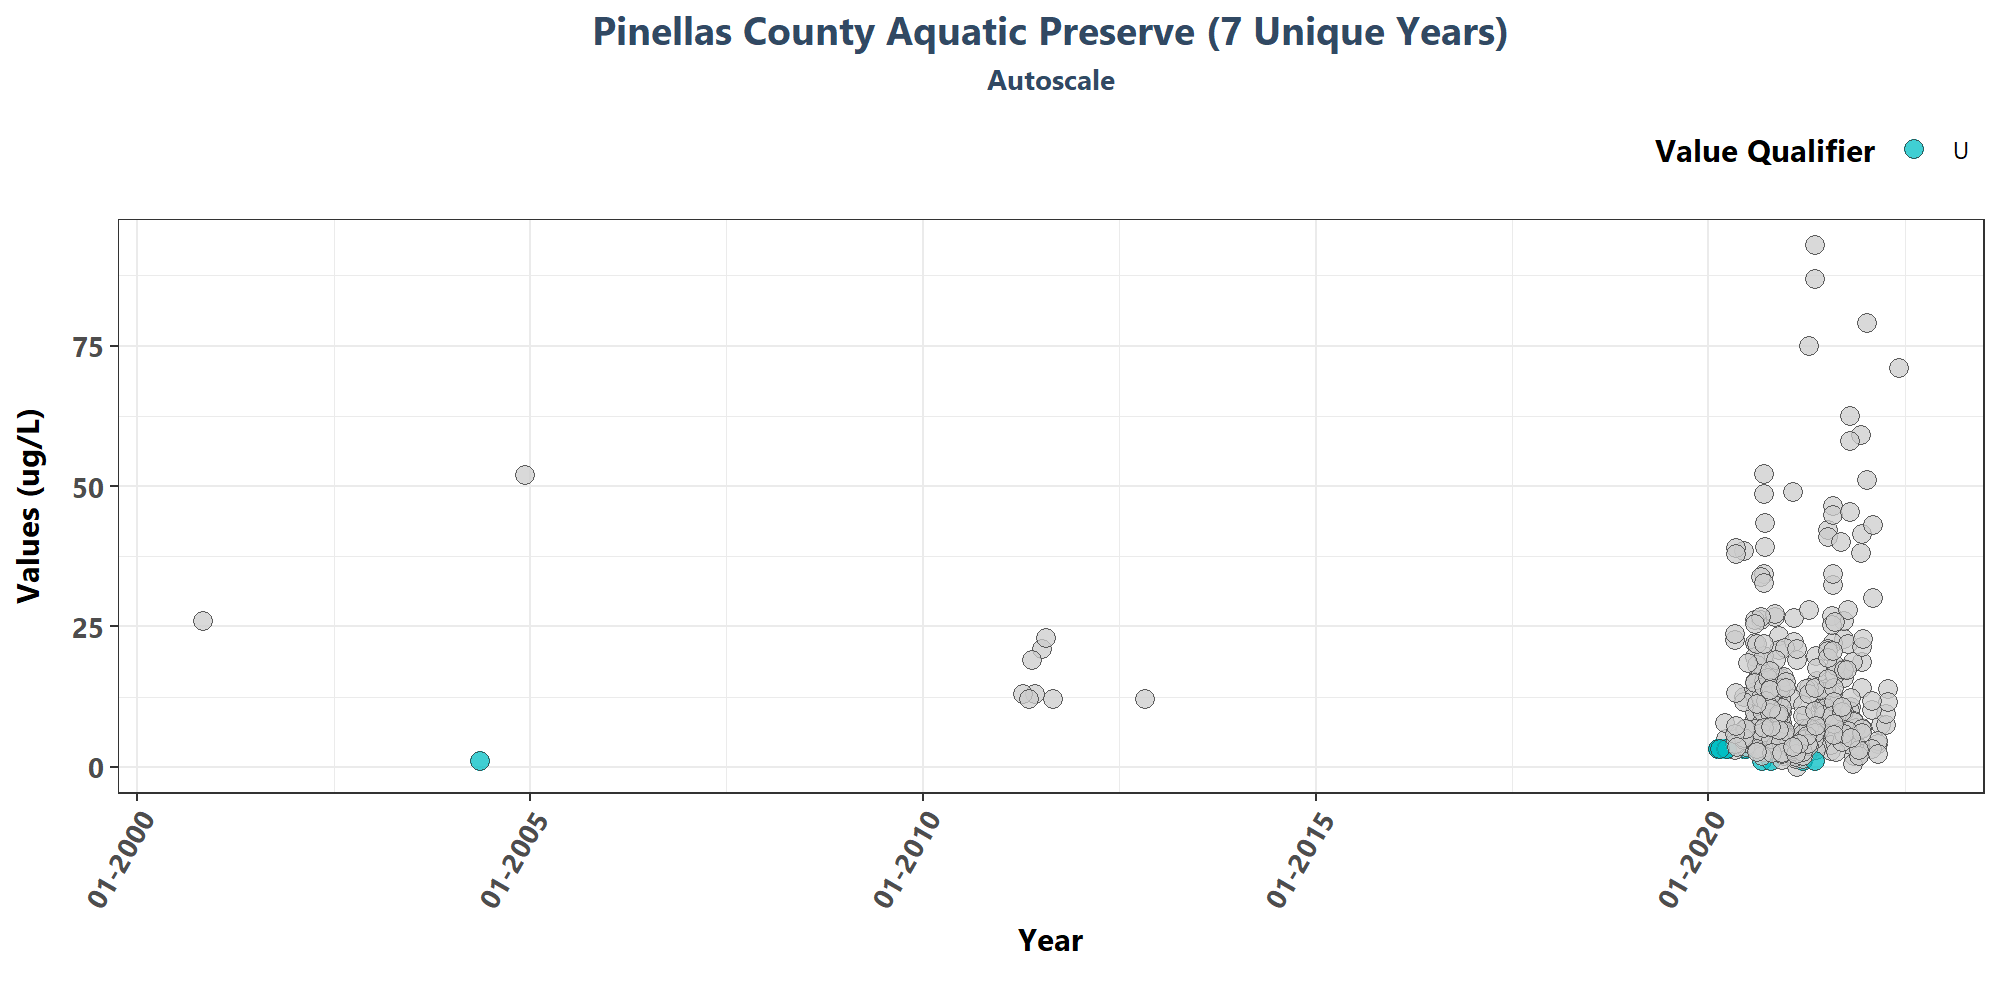 Pinellas County Aquatic Preserve (7 Unique Years)
Autoscale
Value Qualifier U
Values (ug/L)
75
50
25
0
01-2000 01-2005 01-2010 01-2015 01-2020
Year